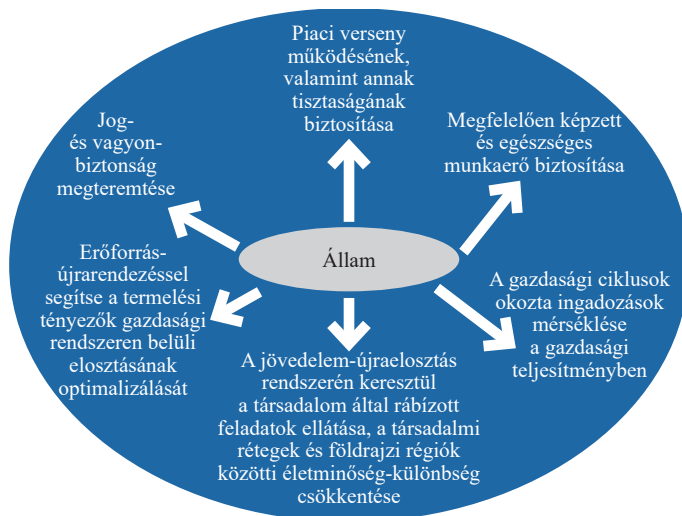 Piaci verseny
működésének,
valamint annak
tisztaságának
biztosítása
Jog-
és vagyon-
biztonság
megteremtése
Megfelelően képzett
és egészséges
munkaerő biztosítása
Állam
Erőforrás-
újrarendezéssel
segítse a termelési
tényezők gazdasági
rendszeren belüli
elosztásának
optimalizálását
A gazdasági ciklusok
okozta ingadozások
mérséklése
a gazdasági
teljesítményben
A jövedelem-újraelosztás
rendszerén keresztül
a társadalom által rábízott
feladatok ellátása, a társadalmi
rétegek és földrajzi régiók
közötti életminőség-különbség
csökkentése